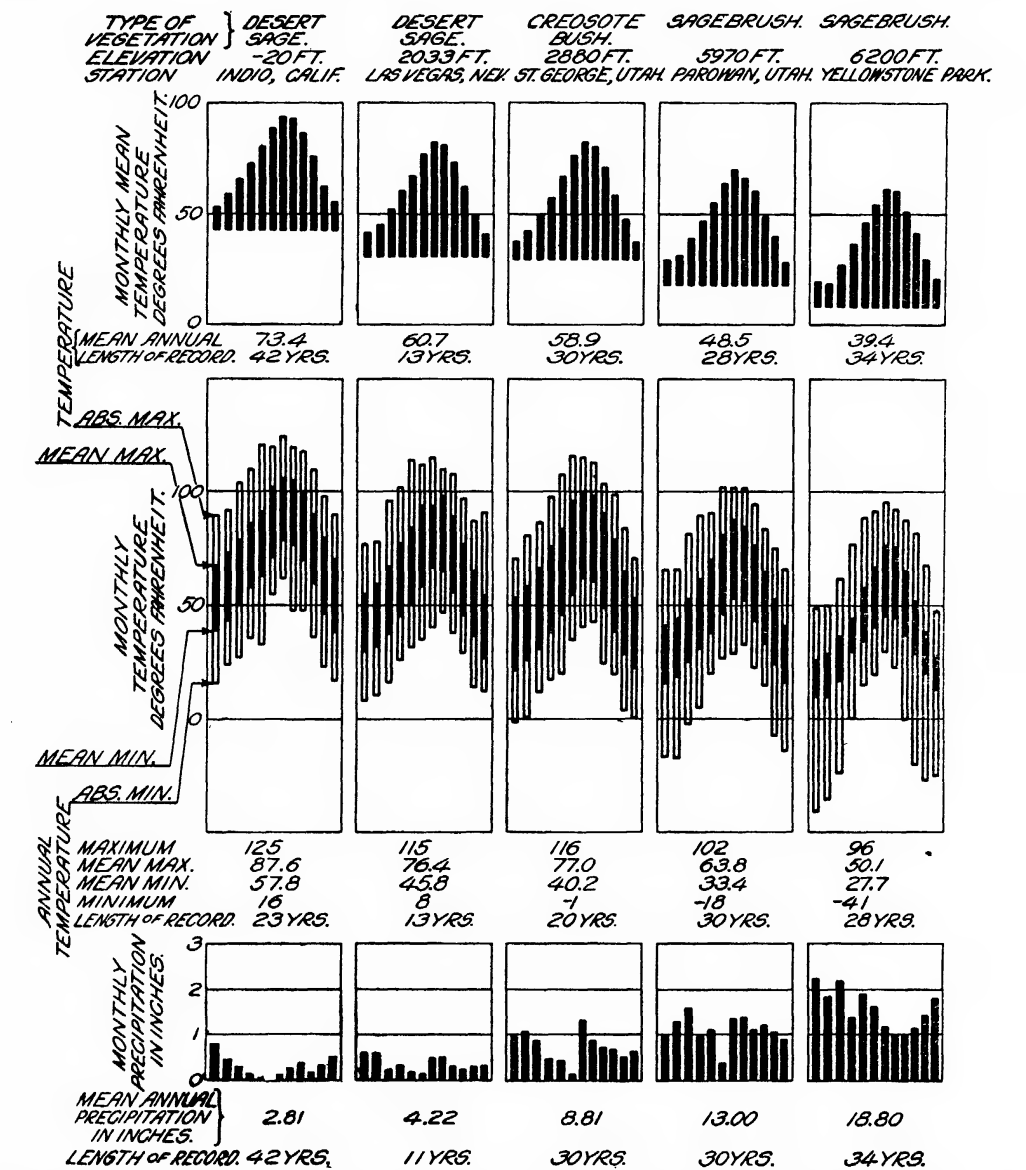 TYPE OF } DESERT DESERT CREOSOTE SAGEBRUSH. SAGEBRUSH.
VEGETATION SAGE. SAGE. BUSH.
ELEVATION -20 FT. 2033 FT. 2880 FT. 5970 FT. 6200 FT.
STATION INDIO, CALIF. LAS VEGAS, NEV. ST. GEORGE, UTAH. PAROWAN, UTAH. YELLOWSTONE PARK.
MONTHLY MEAN
TEMPERATURE
DEGREES FAHRENHEIT.
100
50
0
TEMPERATURE
MEAN ANNUAL 73.4 60.7 58.9 48.5 39.4
LENGTH OF RECORD. 42 YRS. 13 YRS. 30 YRS. 28 YRS. 34 YRS.
ABS. MAX.
MEAN MAX.
MONTHLY
TEMPERATURE
DEGREES FAHRENHEIT.
100
50
0
MEAN MIN.
ABS. MIN.
ANNUAL
TEMPERATURE
MAXIMUM 125 115 116 102 96
MEAN MAX. 87.6 76.4 77.0 63.8 50.1
MEAN MIN. 57.8 45.8 40.2 33.4 27.7
MINIMUM 16 8 -1 -18 -41
LENGTH OF RECORD. 23 YRS. 13 YRS. 20 YRS. 30 YRS. 28 YRS.
MONTHLY
PRECIPITATION
IN INCHES.
3
2
1
0
MEAN ANNUAL
PRECIPITATION } 2.81 4.22 8.81 13.00 18.80
IN INCHES.
LENGTH OF RECORD. 42 YRS. 11 YRS. 30 YRS. 30 YRS. 34 YRS.